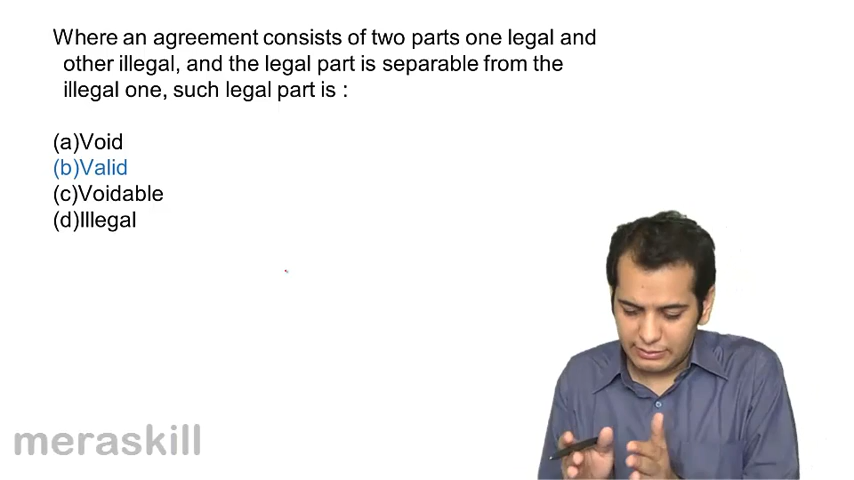 Where an agreement consists of two parts one legal and
other illegal, and the legal part is separable from the
illegal one, such legal part is :
(a)Void
(b)Valid
(c)Voidable
(d)Illegal
meraskill